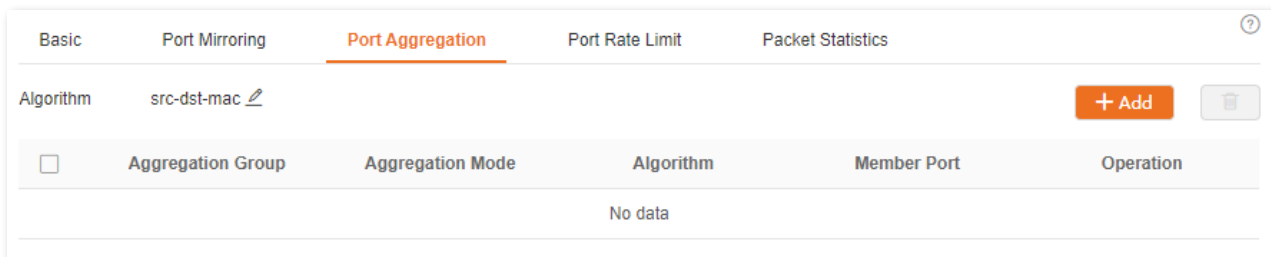 Basic Port Mirroring Port Aggregation Port Rate Limit Packet Statistics ?
Algorithm src-dst-mac + Add
Aggregation Group Aggregation Mode Algorithm Member Port Operation
No data